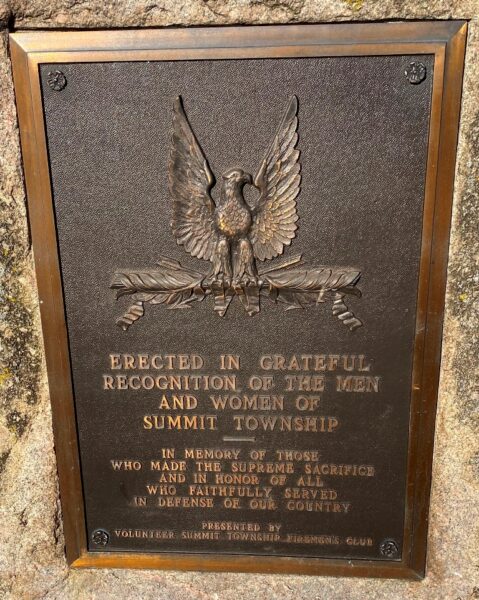 ERECTED IN GRATEFUL
RECOGNITION OF THE MEN
AND WOMEN OF
SUMMIT TOWNSHIP
IN MEMORY OF THOSE
WHO MADE THE SUPREME SACRIFICE
AND IN HONOR OF ALL
WHO FAITHFULLY SERVED
IN DEFENSE OF OUR COUNTRY
PRESENTED BY
VOLUNTEER SUMMIT TOWNSHIP FIREMENS CLUB